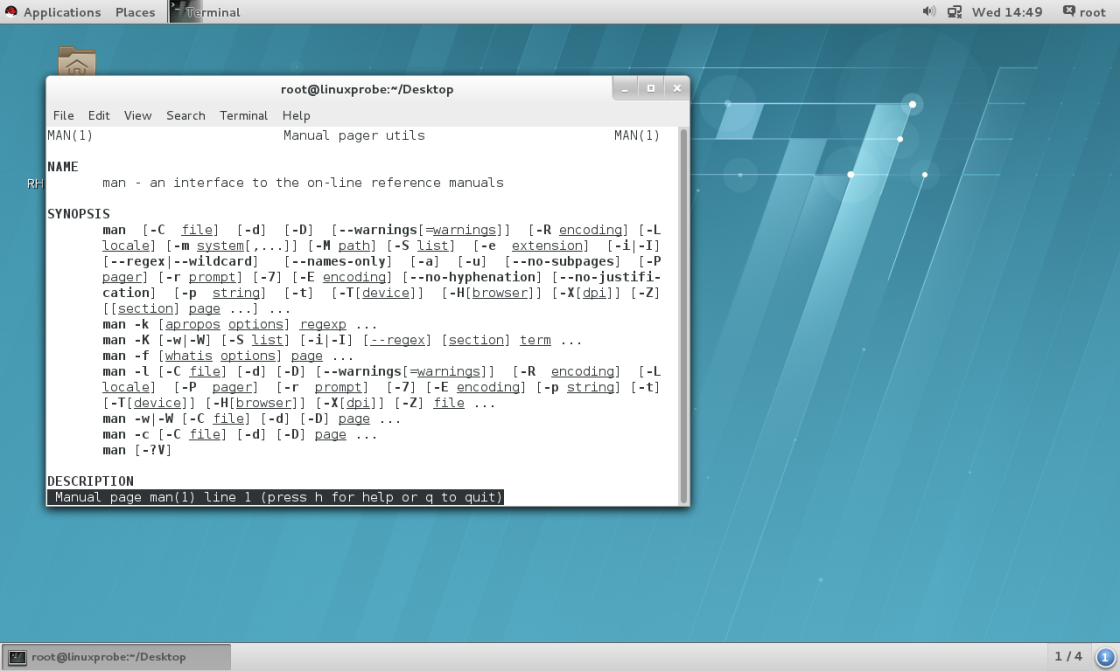 Applications Places Terminal Wed 14:49 root
RH
root@linuxprobe:~/Desktop
File Edit View Search Terminal Help
MAN(1) Manual pager utils MAN(1)
NAME
man - an interface to the on-line reference manuals
SYNOPSIS
man [-C file] [-d] [-D] [--warnings[=warnings]] [-R encoding] [-L
locale] [-m system[,...]] [-M path] [-S list] [-e extension] [-i|-I]
[--regex|--wildcard] [--names-only] [-a] [-u] [--no-subpages] [-P
pager] [-r prompt] [-7] [-E encoding] [--no-hyphenation] [--no-justifi-
cation] [-p string] [-t] [-T[device]] [-H[browser]] [-X[dpi]] [-Z]
[[section] page ...] ...
man -k [apropos options] regexp ...
man -K [-w|-W] [-S list] [-i|-I] [--regex] [section] term ...
man -f [whatis options] page ...
man -l [-C file] [-d] [-D] [--warnings[=warnings]] [-R encoding] [-L
locale] [-P pager] [-r prompt] [-7] [-E encoding] [-p string] [-t]
[-T[device]] [-H[browser]] [-X[dpi]] [-Z] file ...
man -w|-W [-C file] [-d] [-D] page ...
man -c [-C file] [-d] [-D] page ...
man [-?V]
DESCRIPTION
Manual page man(1) line 1 (press h for help or q to quit)
root@linuxprobe:~/Desktop 1 / 4 1